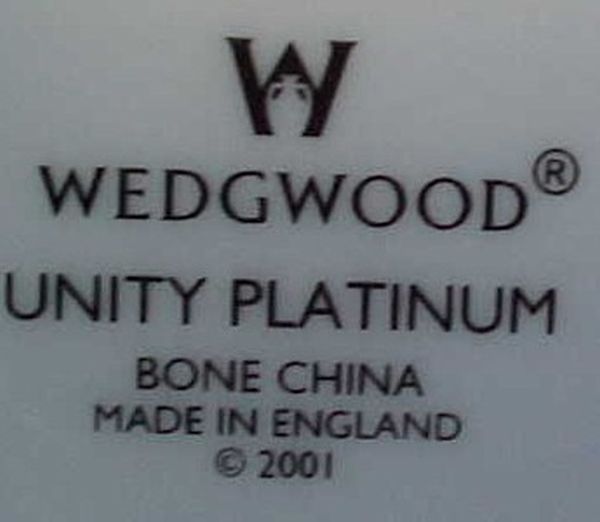 W
WEDGWOOD®
UNITY PLATINUM
BONE CHINA
MADE IN ENGLAND
© 2001